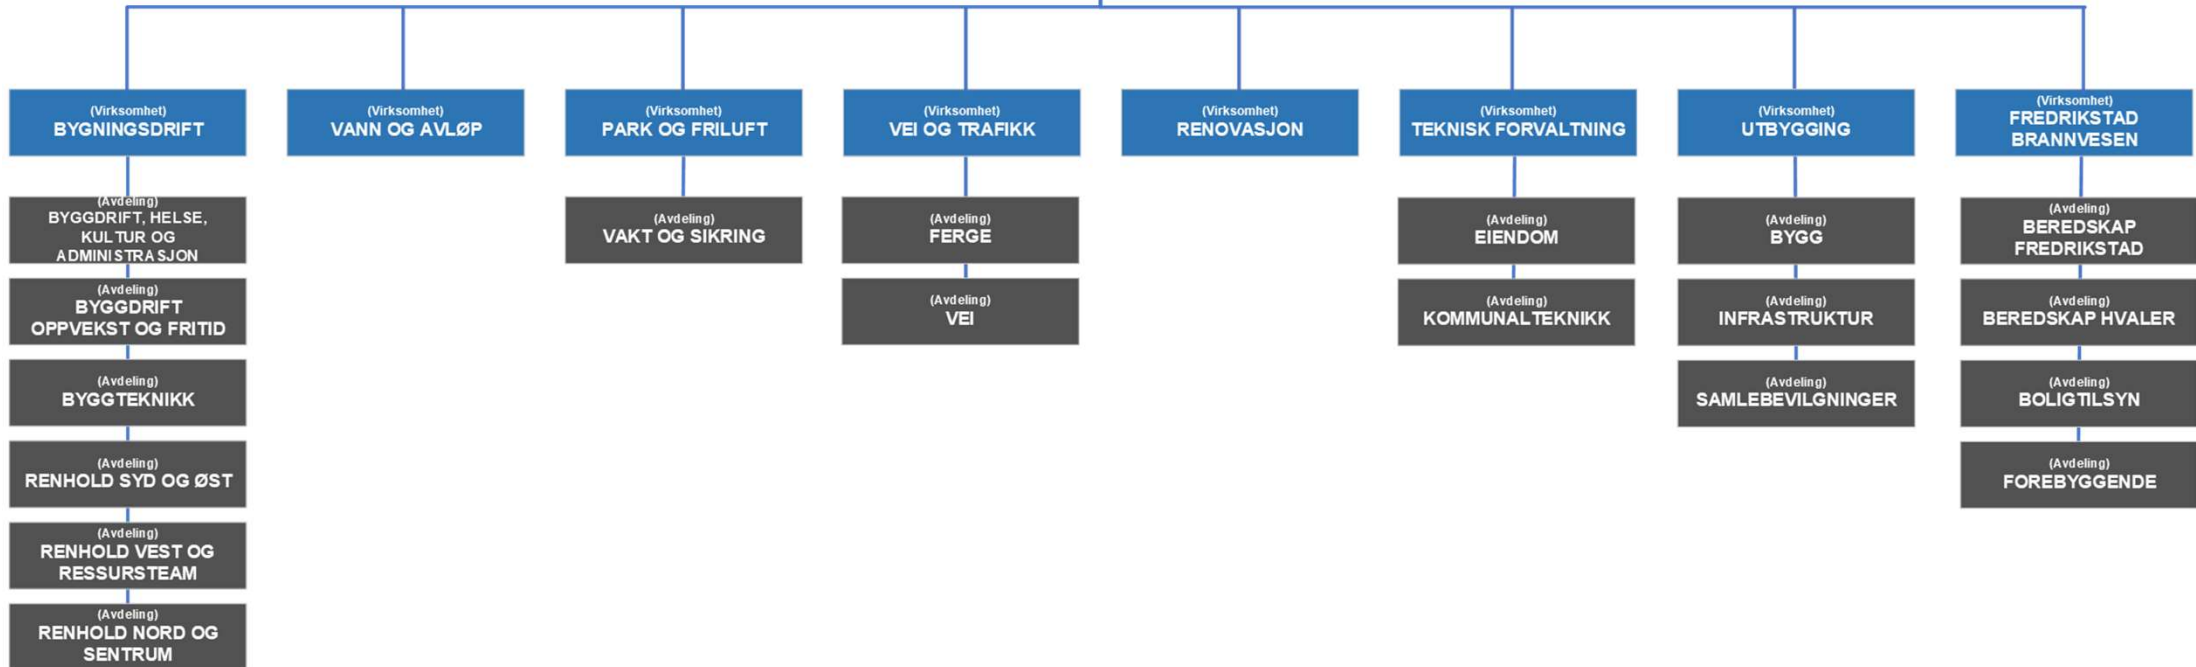 (Virksomhet)
BYGNINGSDRIFT
(Avdeling)
BYGGDRIFT, HELSE,
KULTUR OG
ADMINISTRASJON
(Avdeling)
BYGGDRIFT
OPPVEKST OG FRITID
(Avdeling)
BYGGTEKNIKK
(Avdeling)
RENHOLD SYD OG ØST
(Avdeling)
RENHOLD VEST OG
RESSURSTEAM
(Avdeling)
RENHOLD NORD OG
SENTRUM
(Virksomhet)
VANN OG AVLØP
(Virksomhet)
PARK OG FRILUFT
(Avdeling)
VAKT OG SIKRING
(Virksomhet)
VEI OG TRAFIKK
(Avdeling)
FERGE
(Avdeling)
VEI
(Virksomhet)
RENOVASJON
(Virksomhet)
TEKNISK FORVALTNING
(Avdeling)
EIENDOM
(Avdeling)
KOMMUNALTEKNIKK
(Virksomhet)
UTBYGGING
(Avdeling)
BYGG
(Avdeling)
INFRASTRUKTUR
(Avdeling)
SAMLEBEVILGNINGER
(Virksomhet)
FREDRIKSTAD
BRANNVESEN
(Avdeling)
BEREDSKAP
FREDRIKSTAD
(Avdeling)
BEREDSKAP HVALER
(Avdeling)
BOLIGTILSYN
(Avdeling)
FOREBYGGENDE